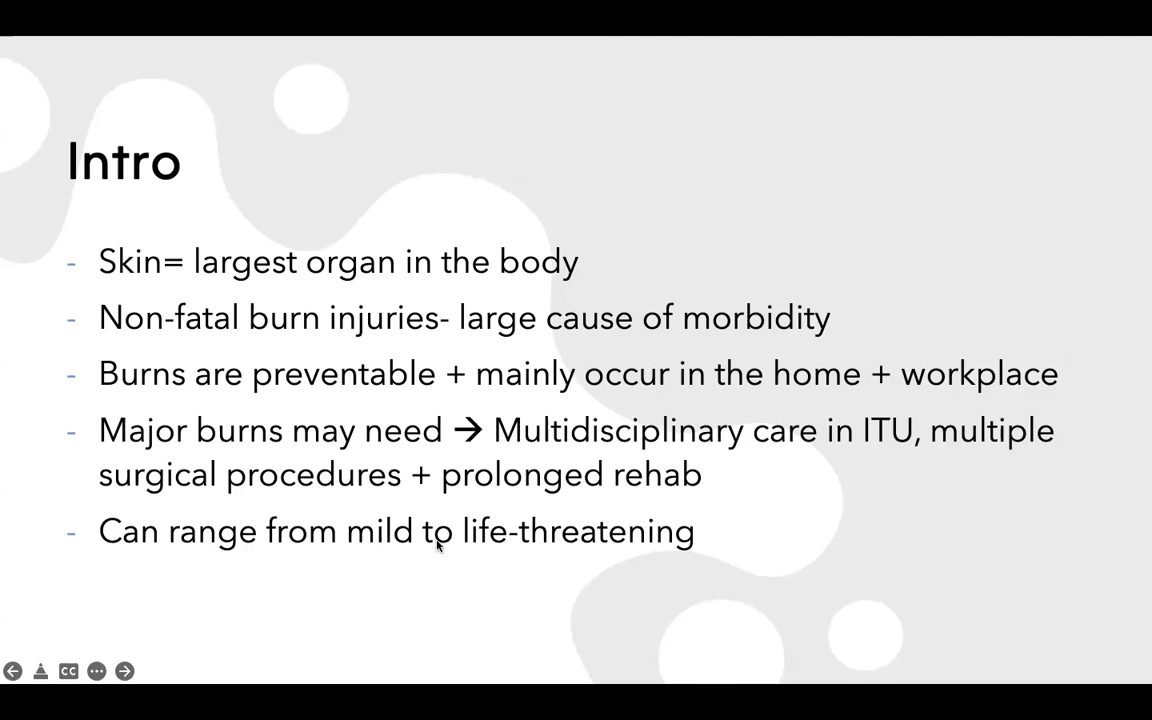 Intro
- Skin= largest organ in the body
- Non-fatal burn injuries- large cause of morbidity
- Burns are preventable + mainly occur in the home + workplace
- Major burns may need → Multidisciplinary care in ITU, multiple
surgical procedures + prolonged rehab
- Can range from mild to life-threatening
CC